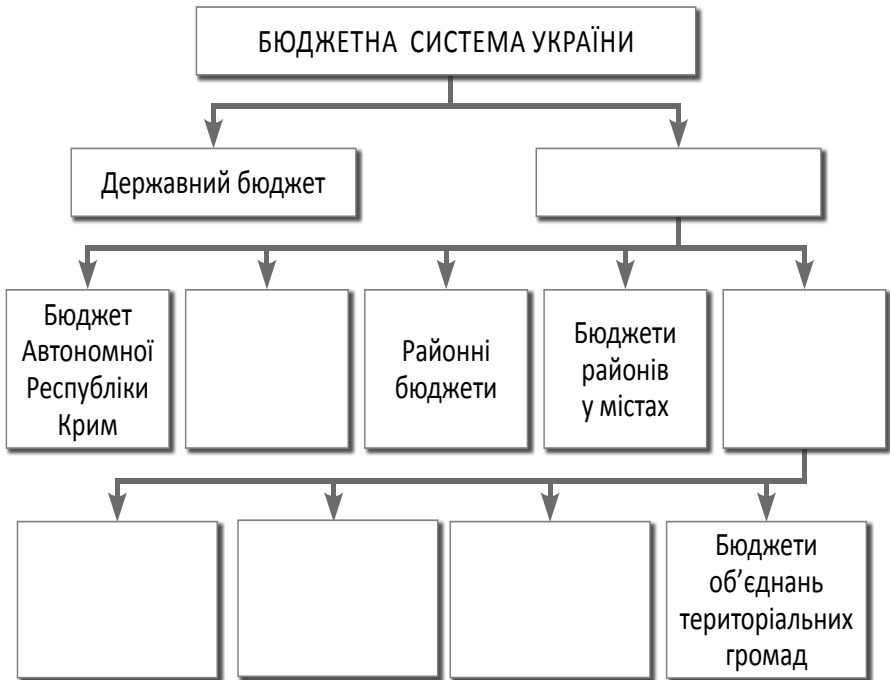 БЮДЖЕТНА СИСТЕМА УКРАЇНИ
Державний бюджет
Бюджет
Автономної
Республіки
Крим
Районні
бюджети
Бюджети
районів
у містах
Бюджети
об’єднань
територіальних
громад